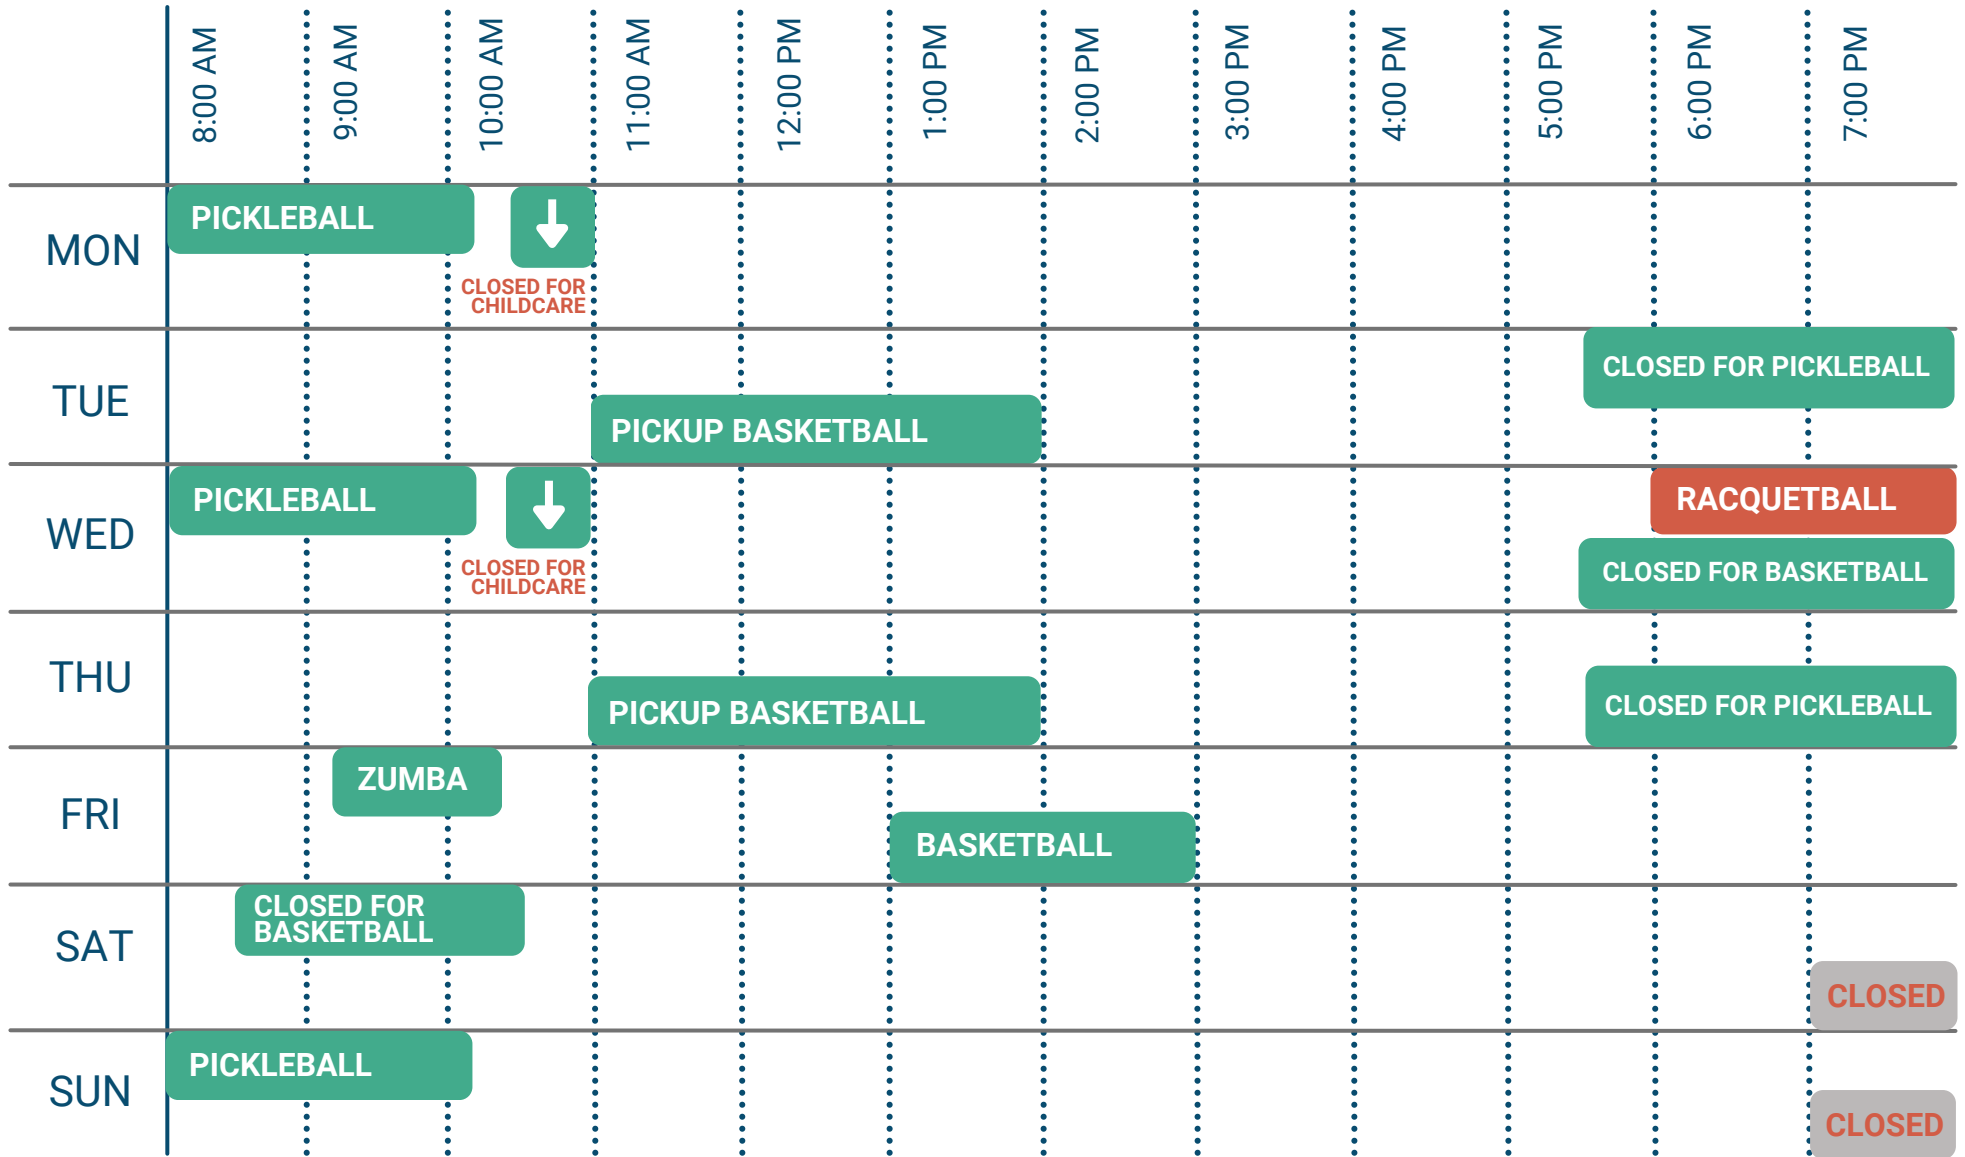 8:00 AM
9:00 AM
10:00 AM
11:00 AM
12:00 PM
1:00 PM
2:00 PM
3:00 PM
4:00 PM
5:00 PM
6:00 PM
7:00 PM
MON
PICKLEBALL
CLOSED FOR
CHILDCARE
TUE
PICKUP BASKETBALL
CLOSED FOR PICKLEBALL
WED
PICKLEBALL
CLOSED FOR
CHILDCARE
RACQUETBALL
CLOSED FOR BASKETBALL
THU
PICKUP BASKETBALL
CLOSED FOR PICKLEBALL
FRI
ZUMBA
BASKETBALL
SAT
CLOSED FOR
BASKETBALL
CLOSED
SUN
PICKLEBALL
CLOSED